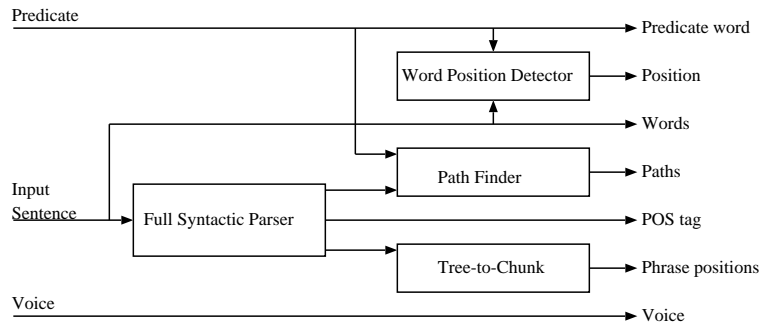 Predicate
Predicate word
Word Position Detector
Position
Words
Path Finder
Paths
Input
Sentence
Full Syntactic Parser
POS tag
Tree-to-Chunk
Phrase positions
Voice
Voice